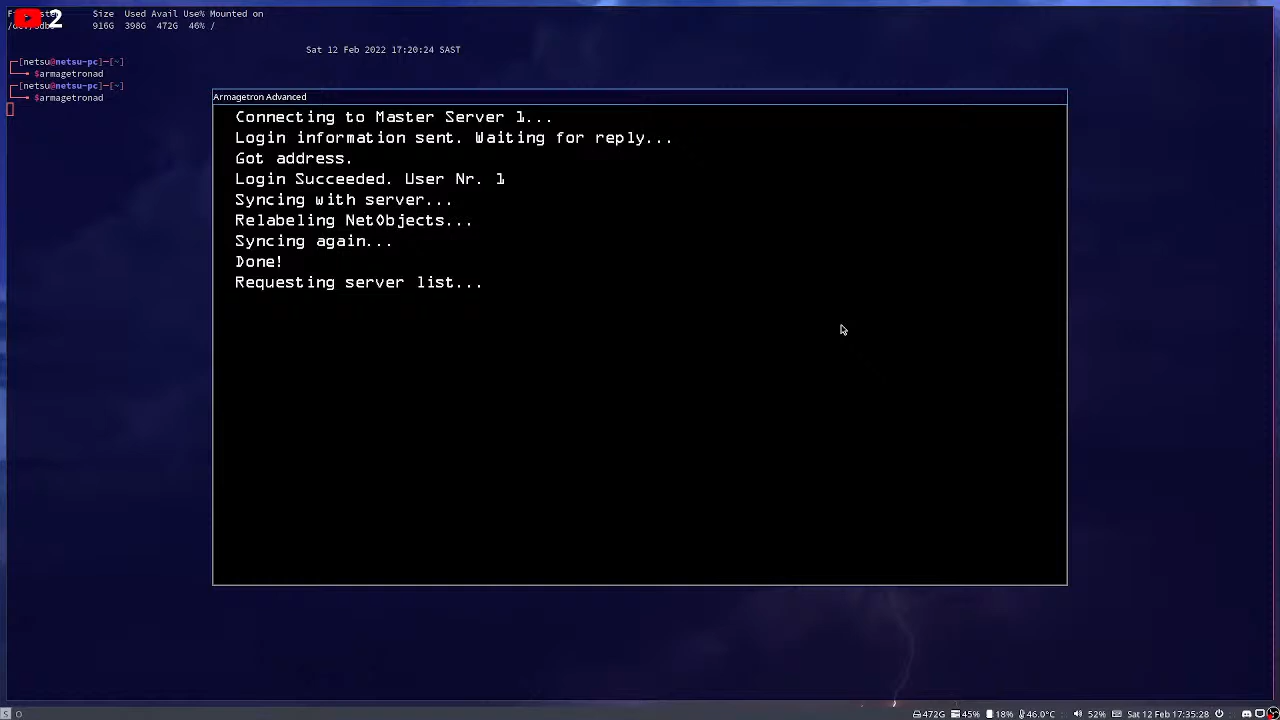 2
Size Used Avail Use% Mounted on
916G 398G 472G 46% /
Sat 12 Feb 2022 17:20:24 SAST
[netsu@netsu-pc]─[~]
$armagetronad
[netsu@netsu-pc]─[~]
$armagetronad
Armagetron Advanced
Connecting to Master Server 1...
Login information sent. Waiting for reply...
Got address.
Login Succeeded. User Nr. 1
Syncing with server...
Relabeling NetObjects...
Syncing again...
Done!
Requesting server list...
S 472G 45% 18% 46.0°C 52% Sat 12 Feb 17:35:28